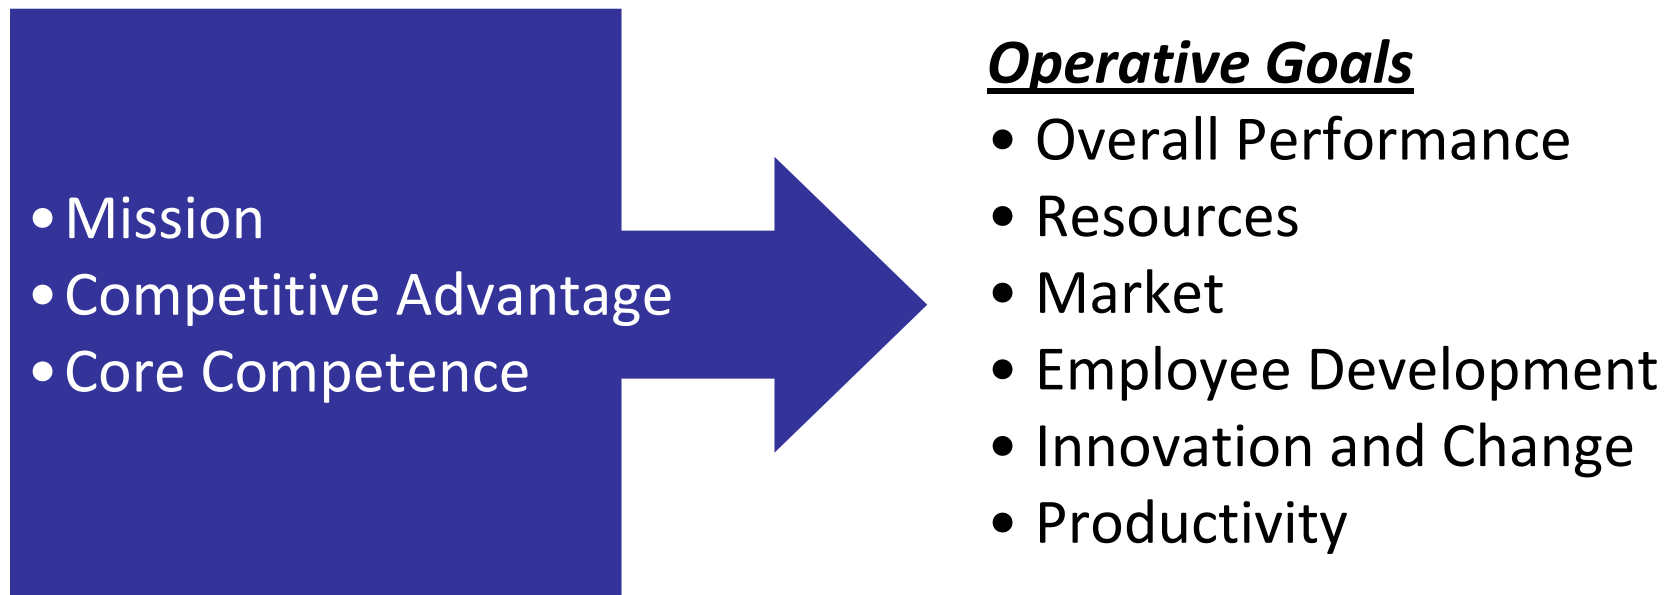 • Mission
• Competitive Advantage
• Core Competence
Operative Goals
• Overall Performance
• Resources
• Market
• Employee Development
• Innovation and Change
• Productivity